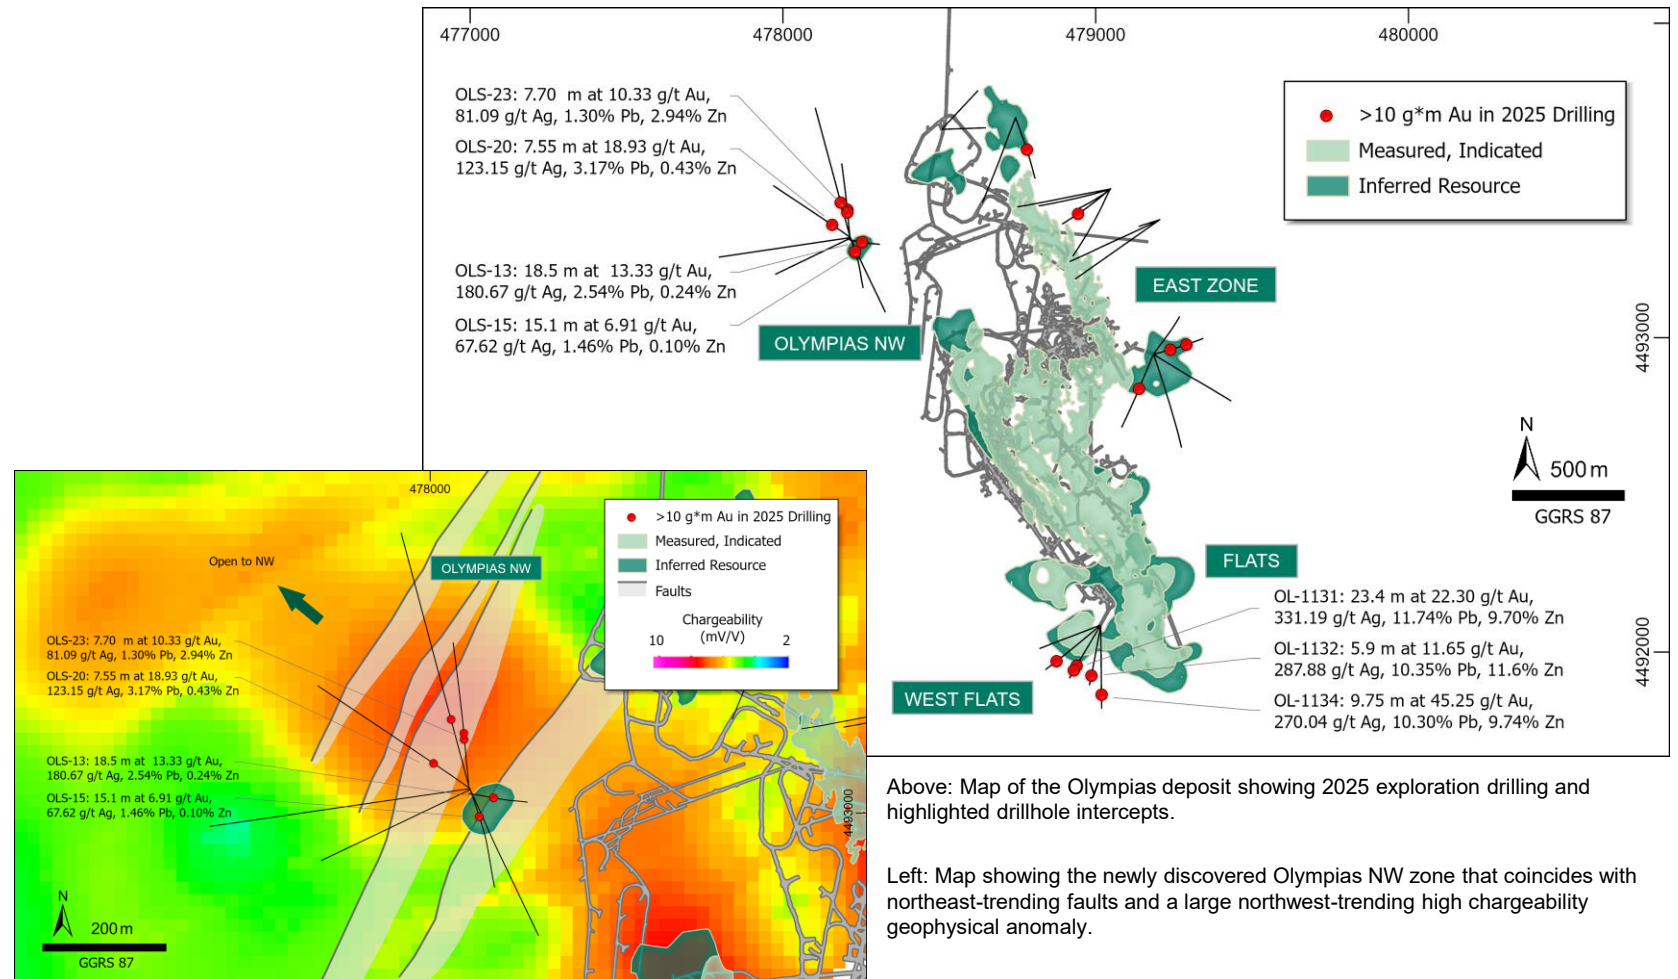 477000
478000
479000
480000
OLS-23: 7.70 m at 10.33 g/t Au,
81.09 g/t Ag, 1.30% Pb, 2.94% Zn
OLS-20: 7.55 m at 18.93 g/t Au,
123.15 g/t Ag, 3.17% Pb, 0.43% Zn
OLS-13: 18.5 m at 13.33 g/t Au,
180.67 g/t Ag, 2.54% Pb, 0.24% Zn
OLS-15: 15.1 m at 6.91 g/t Au,
67.62 g/t Ag, 1.46% Pb, 0.10% Zn
OLYMPIAS NW
>10 g*m Au in 2025 Drilling
Measured, Indicated
Inferred Resource
EAST ZONE
4493000
N
500 m
GGRS 87
FLATS
OL-1131: 23.4 m at 22.30 g/t Au,
331.19 g/t Ag, 11.74% Pb, 9.70% Zn
OL-1132: 5.9 m at 11.65 g/t Au,
287.88 g/t Ag, 10.35% Pb, 11.6% Zn
OL-1134: 9.75 m at 45.25 g/t Au,
270.04 g/t Ag, 10.30% Pb, 9.74% Zn
WEST FLATS
4492000
478000
>10 g*m Au in 2025 Drilling
Measured, Indicated
Inferred Resource
Faults
Chargeability
(mV/V)
10 2
Open to NW
OLYMPIAS NW
OLS-23: 7.70 m at 10.33 g/t Au,
81.09 g/t Ag, 1.30% Pb, 2.94% Zn
OLS-20: 7.55 m at 18.93 g/t Au,
123.15 g/t Ag, 3.17% Pb, 0.43% Zn
OLS-13: 18.5 m at 13.33 g/t Au,
180.67 g/t Ag, 2.54% Pb, 0.24% Zn
OLS-15: 15.1 m at 6.91 g/t Au,
67.62 g/t Ag, 1.46% Pb, 0.10% Zn
4493000
N
200 m
GGRS 87
Above: Map of the Olympias deposit showing 2025 exploration drilling and
highlighted drillhole intercepts.
Left: Map showing the newly discovered Olympias NW zone that coincides with
northeast-trending faults and a large northwest-trending high chargeability
geophysical anomaly.